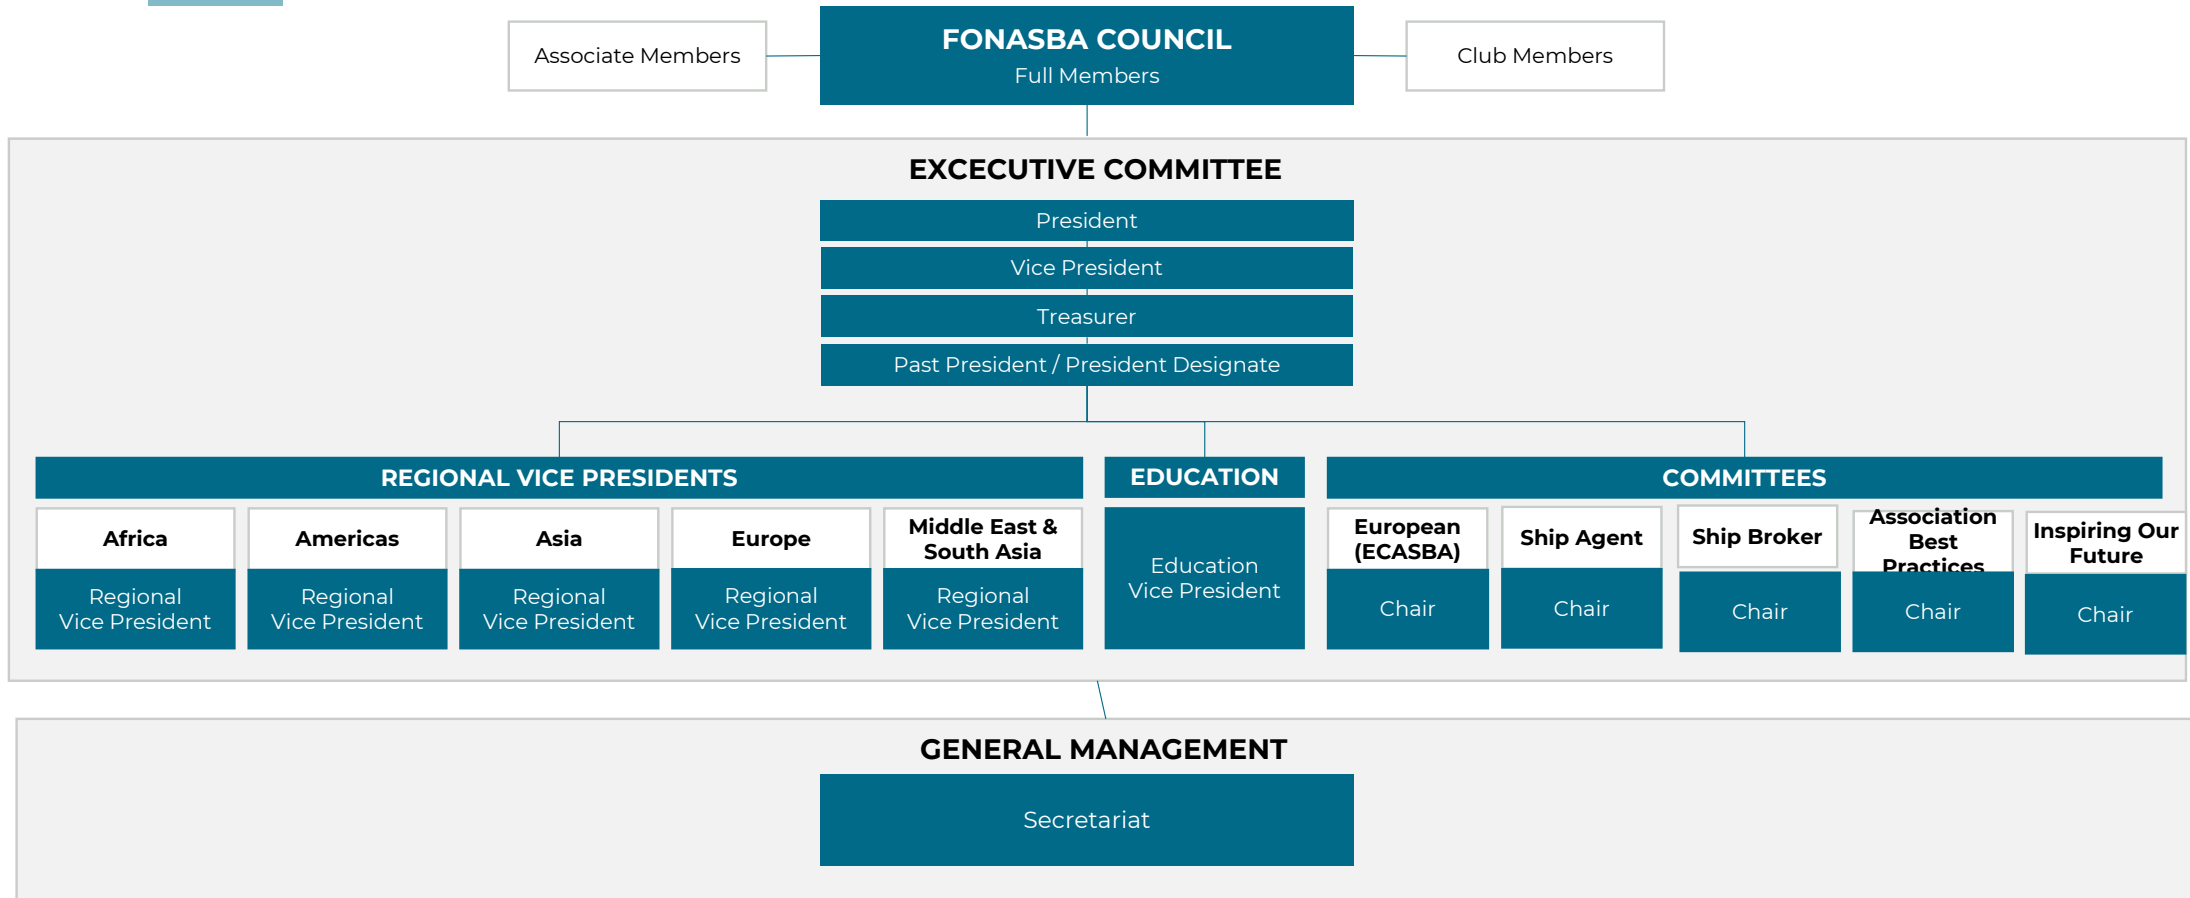 FONASBA COUNCIL
Full Members
Associate Members
Club Members
EXCECUTIVE COMMITTEE
President
Vice President
Treasurer
Past President / President Designate
REGIONAL VICE PRESIDENTS
Africa
Regional
Vice President
Americas
Regional
Vice President
Asia
Regional
Vice President
Europe
Regional
Vice President
Middle East &
South Asia
Regional
Vice President
EDUCATION
Education
Vice President
COMMITTEES
European
(ECASBA)
Chair
Ship Agent
Chair
Ship Broker
Chair
Association
Best
Practices
Chair
Inspiring Our
Future
Chair
GENERAL MANAGEMENT
Secretariat